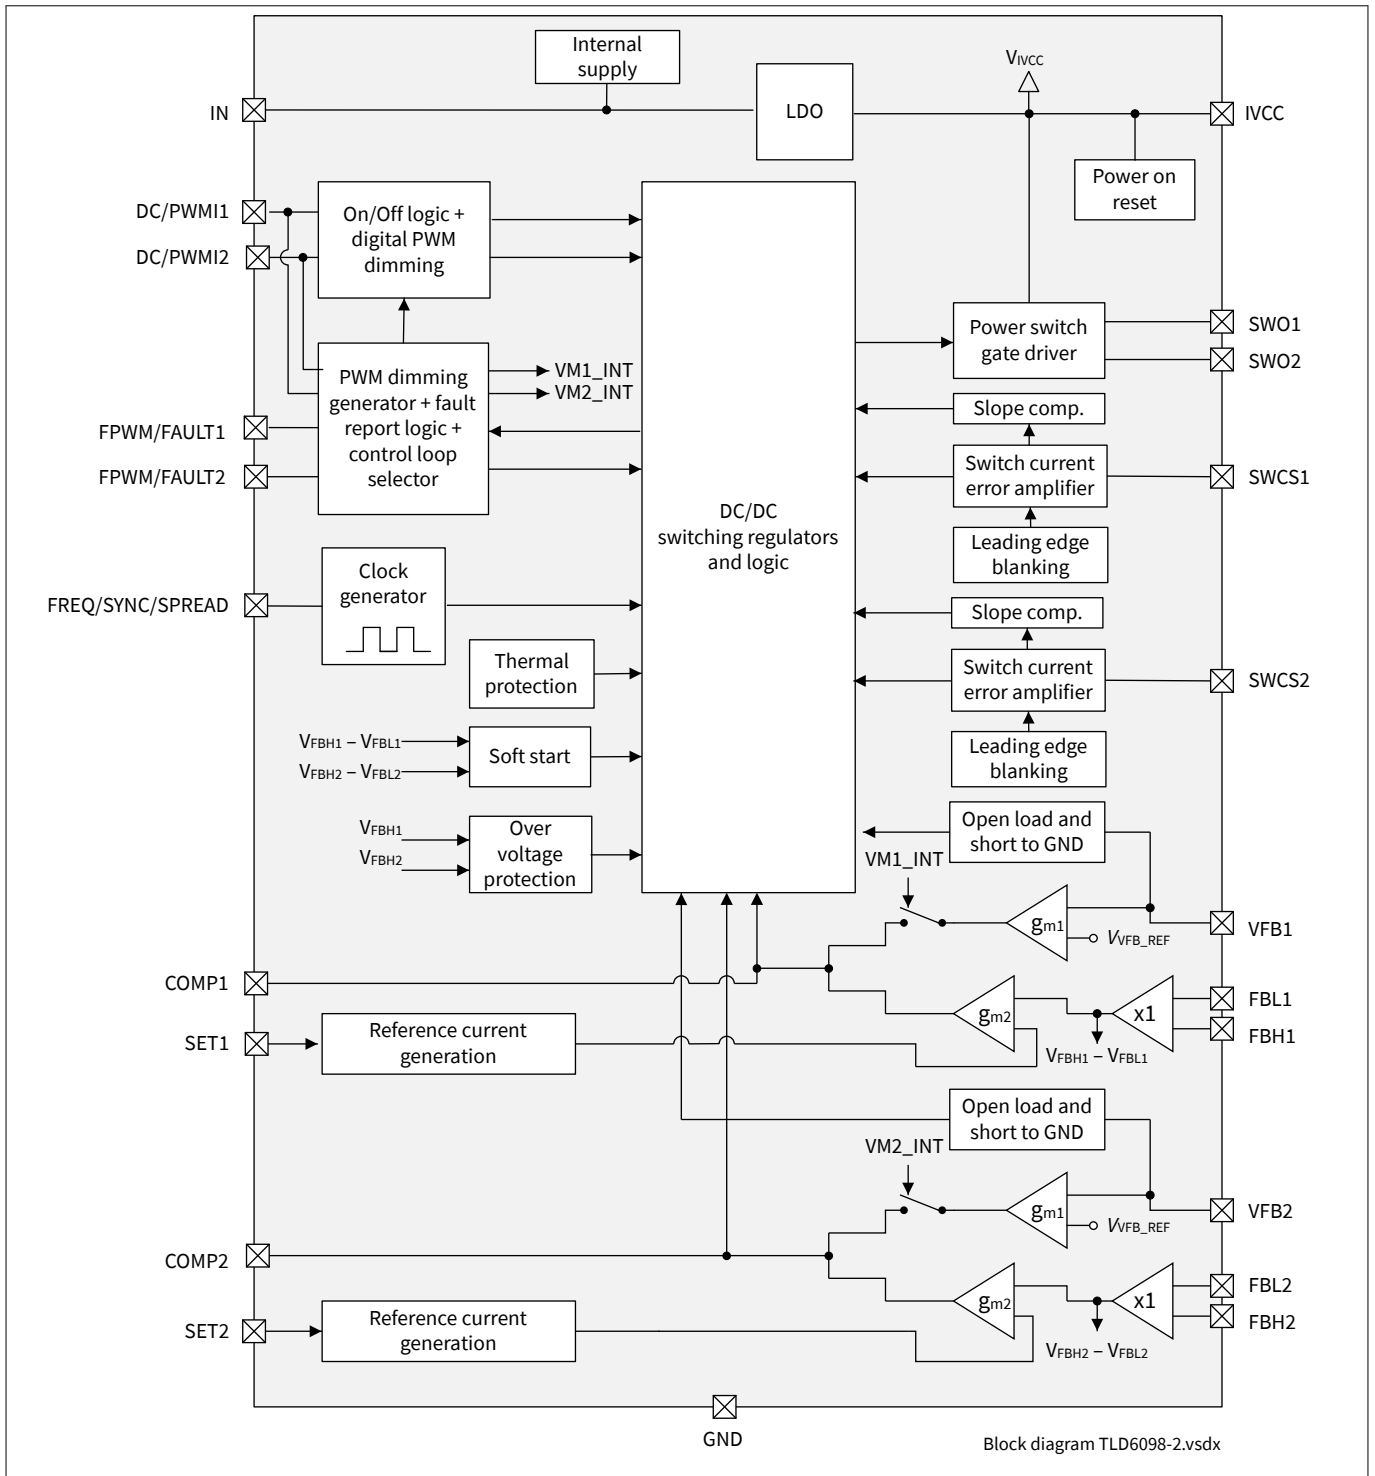 Internal
supply
VIVCC
IN
LDO
IVCC
Power on
reset
DC/PWMI1
DC/PWMI2
On/Off logic +
digital PWM
dimming
Power switch
gate driver
SWO1
SWO2
PWM dimming
generator + fault
report logic +
control loop
selector
VM1_INT
VM2_INT
FPWM/FAULT1
FPWM/FAULT2
DC/DC
switching regulators
and logic
Slope comp.
Switch current
error amplifier
SWCS1
Leading edge
blanking
FREQ/SYNC/SPREAD
Clock
generator
Slope comp.
Thermal
protection
Switch current
error amplifier
SWCS2
Leading edge
blanking
VFBH1 – VFBL1
VFBH2 – VFBL2
Soft start
VFBH1
VFBH2
Over
voltage
protection
Open load and
short to GND
VM1_INT
gm1
VVFB_REF
VFB1
COMP1
gm2
x1
FBL1
FBH1
VFBH1 – VFBL1
SET1
Reference current
generation
Open load and
short to GND
VM2_INT
gm1
VVFB_REF
VFB2
COMP2
gm2
x1
FBL2
FBH2
VFBH2 – VFBL2
SET2
Reference current
generation
GND
Block diagram TLD6098-2.vsdx